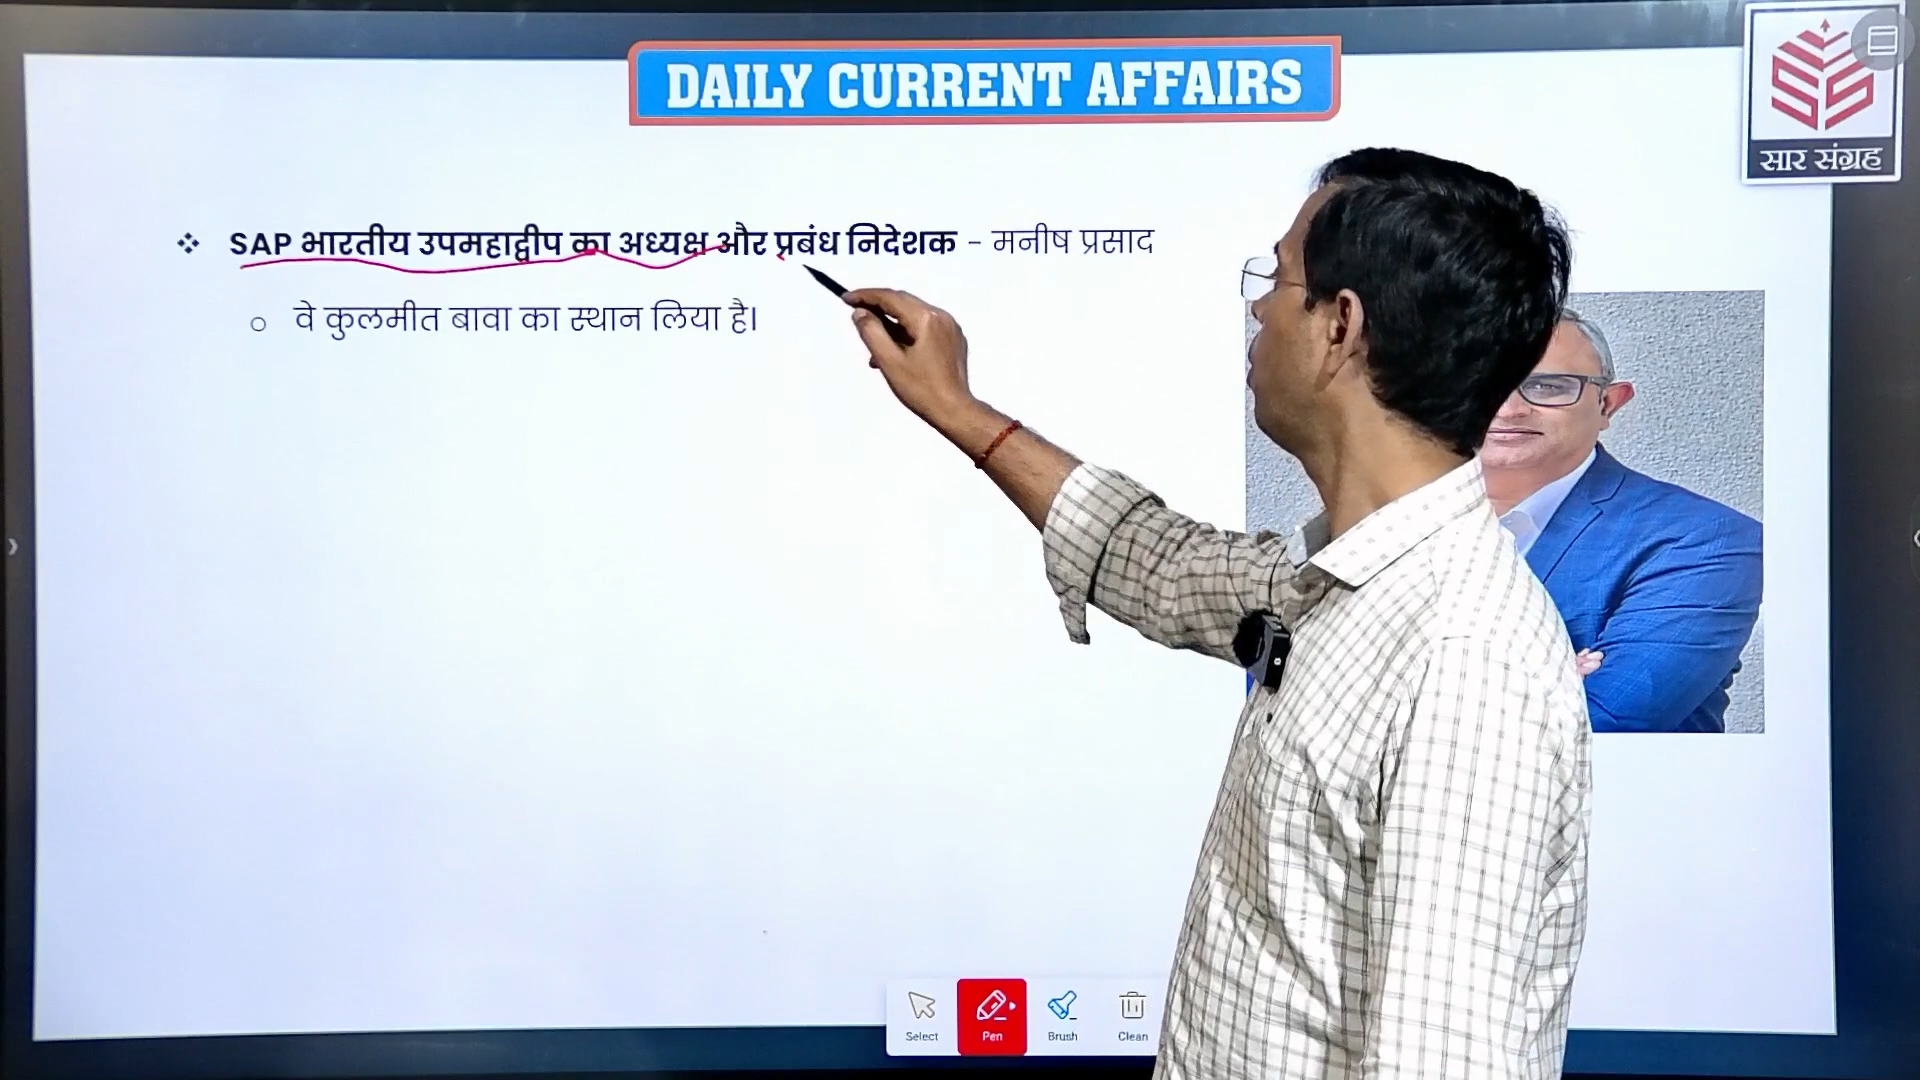 DAILY CURRENT AFFAIRS
सार संग्रह
❖ SAP भारतीय उपमहाद्वीप का अध्यक्ष और प्रबंध निदेशक - मनीष प्रसाद
○ वे कुलमीत बावा का स्थान लिया है।
Select
Pen
Brush
Clean